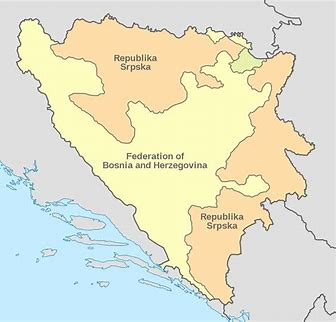 Republika
Srpska
Federation of
Bosnia and Herzegovina
Republika
Srpska